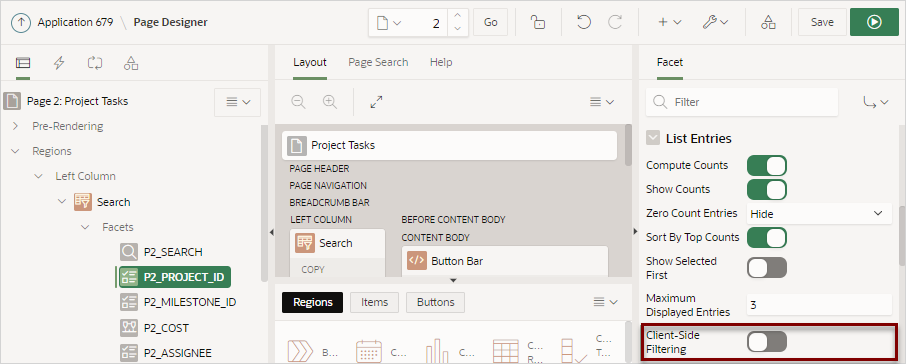 Application 679 \ Page Designer
2
Go
Save
Page 2: Project Tasks
Pre-Rendering
Regions
Left Column
Search
Facets
P2_SEARCH
P2_PROJECT_ID
P2_MILESTONE_ID
P2_COST
P2_ASSIGNEE
Layout Page Search Help
Project Tasks
PAGE HEADER
PAGE NAVIGATION
BREADCRUMB BAR
LEFT COLUMN BEFORE CONTENT BODY
CONTENT BODY
Search
Button Bar
COPY
Regions Items Buttons
B...
C...
R...
C...
C...
T...
C...
R...
Facet
Filter
List Entries
Compute Counts
Show Counts
Zero Count Entries Hide
Sort By Top Counts
Show Selected
First
Maximum
Displayed Entries 3
Client-Side
Filtering